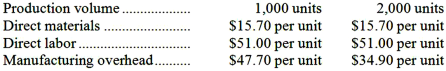 Production volume .................... 1,000 units 2,000 units
Direct materials ......................... $15.70 per unit $15.70 per unit
Direct labor ................................. $51.00 per unit $51.00 per unit
Manufacturing overhead.......... $47.70 per unit $34.90 per unit